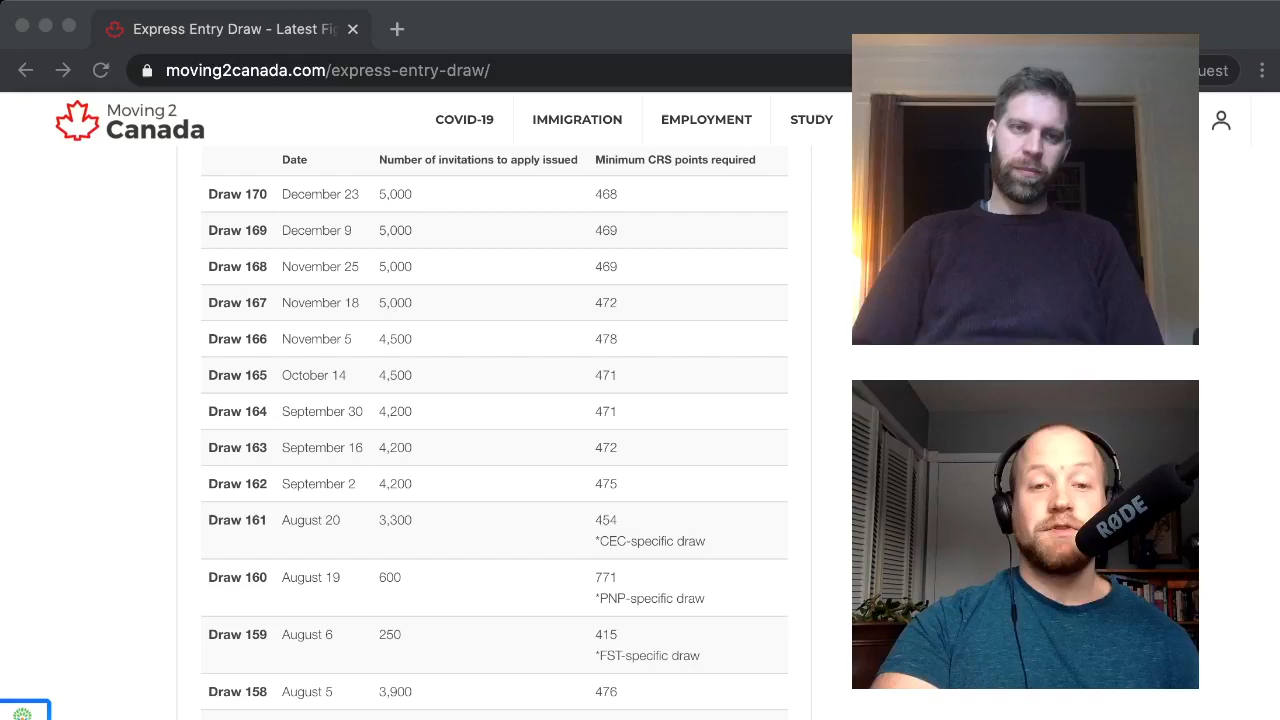 Express Entry Draw - Latest Fi
moving2canada.com/express-entry-draw/
uest
Moving2
Canada
COVID-19 IMMIGRATION EMPLOYMENT STUDY
Date Number of invitations to apply issued Minimum CRS points required
Draw 170 December 23 5,000 468
Draw 169 December 9 5,000 469
Draw 168 November 25 5,000 469
Draw 167 November 18 5,000 472
Draw 166 November 5 4,500 478
Draw 165 October 14 4,500 471
Draw 164 September 30 4,200 471
Draw 163 September 16 4,200 472
Draw 162 September 2 4,200 475
Draw 161 August 20 3,300 454
*CEC-specific draw
Draw 160 August 19 600 771
*PNP-specific draw
Draw 159 August 6 250 415
*FST-specific draw
Draw 158 August 5 3,900 476
RØDE